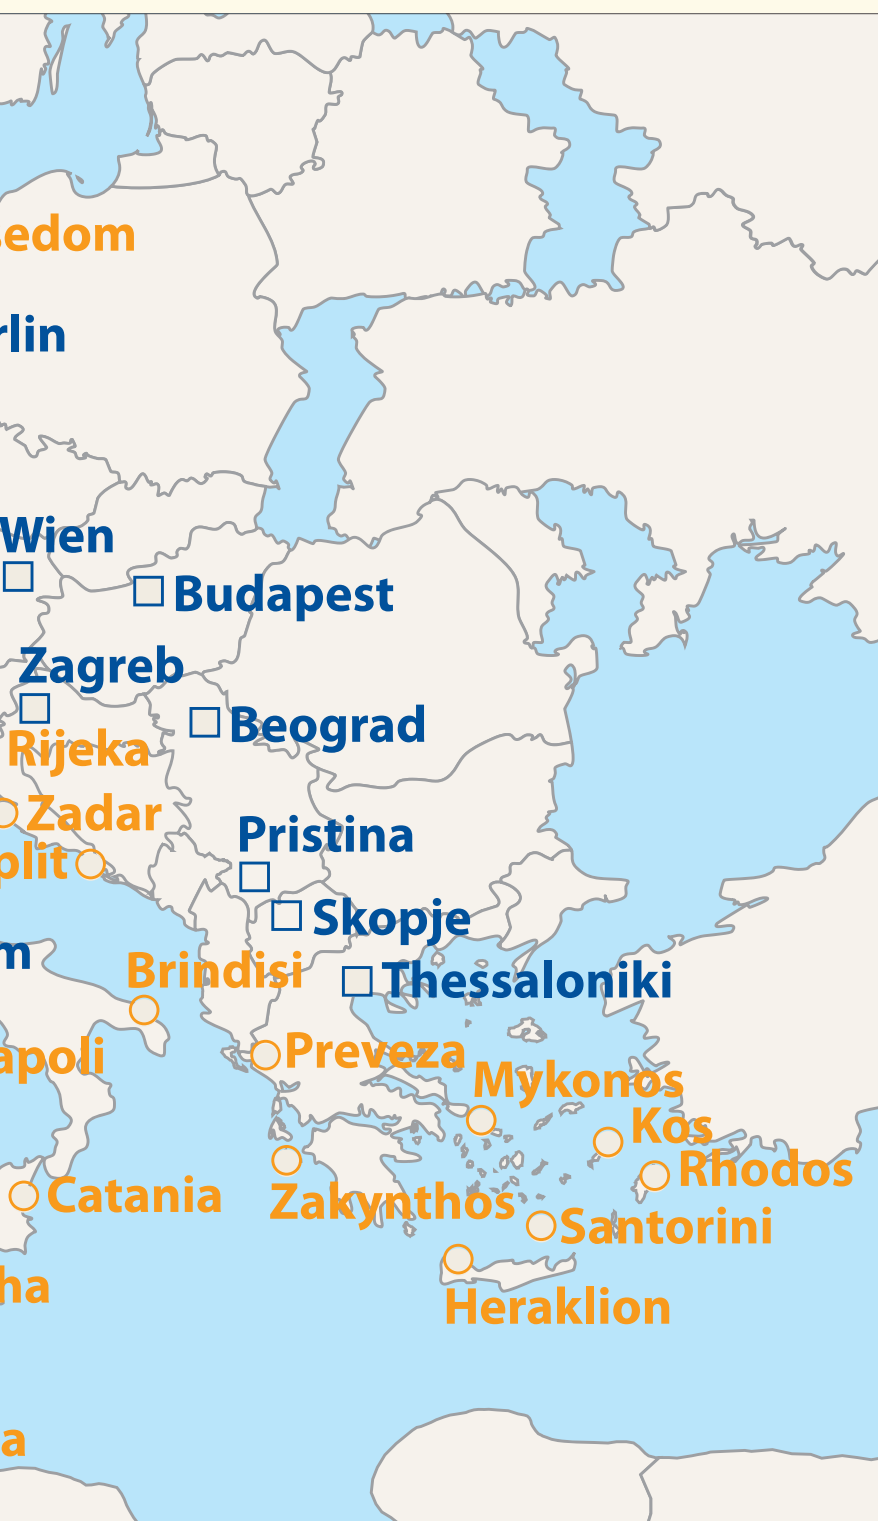 sedom
rlin
Wien
Budapest
Zagreb
Beograd
Rijeka
Zadar
Pristina
plit
Skopje
m
Brindisi
Thessaloniki
apoli
Preveza
Mykonos
Kos
Rhodos
Catania
Zakynthos
Santorini
ha
Heraklion
a